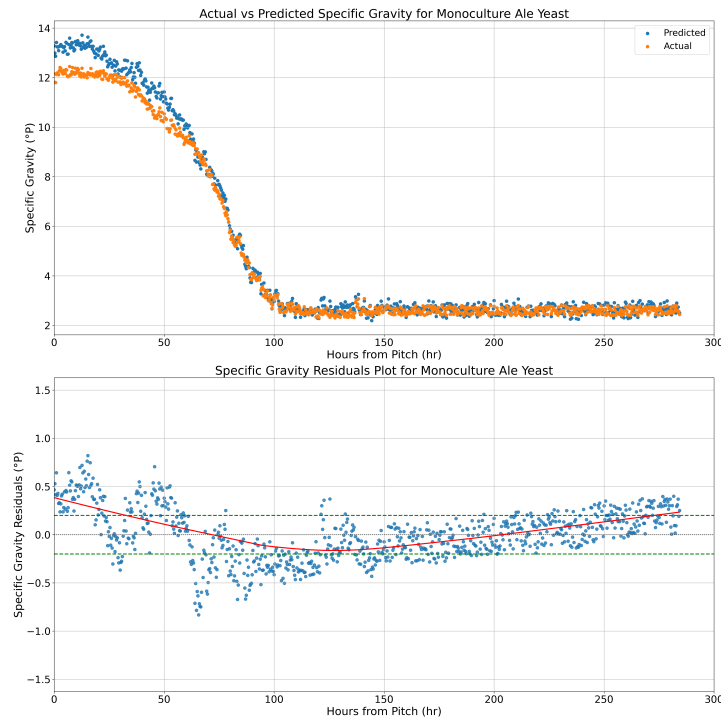 Actual vs Predicted Specific Gravity for Monoculture Ale Yeast
Specific Gravity (°P)
14
12
10
8
6
4
2
Predicted
Actual
0 50 100 150 200 250 300
Hours from Pitch (hr)
Specific Gravity Residuals Plot for Monoculture Ale Yeast
Specific Gravity Residuals (°P)
1.5
1.0
0.5
0.0
−0.5
−1.0
−1.5
0 50 100 150 200 250 300
Hours from Pitch (hr)